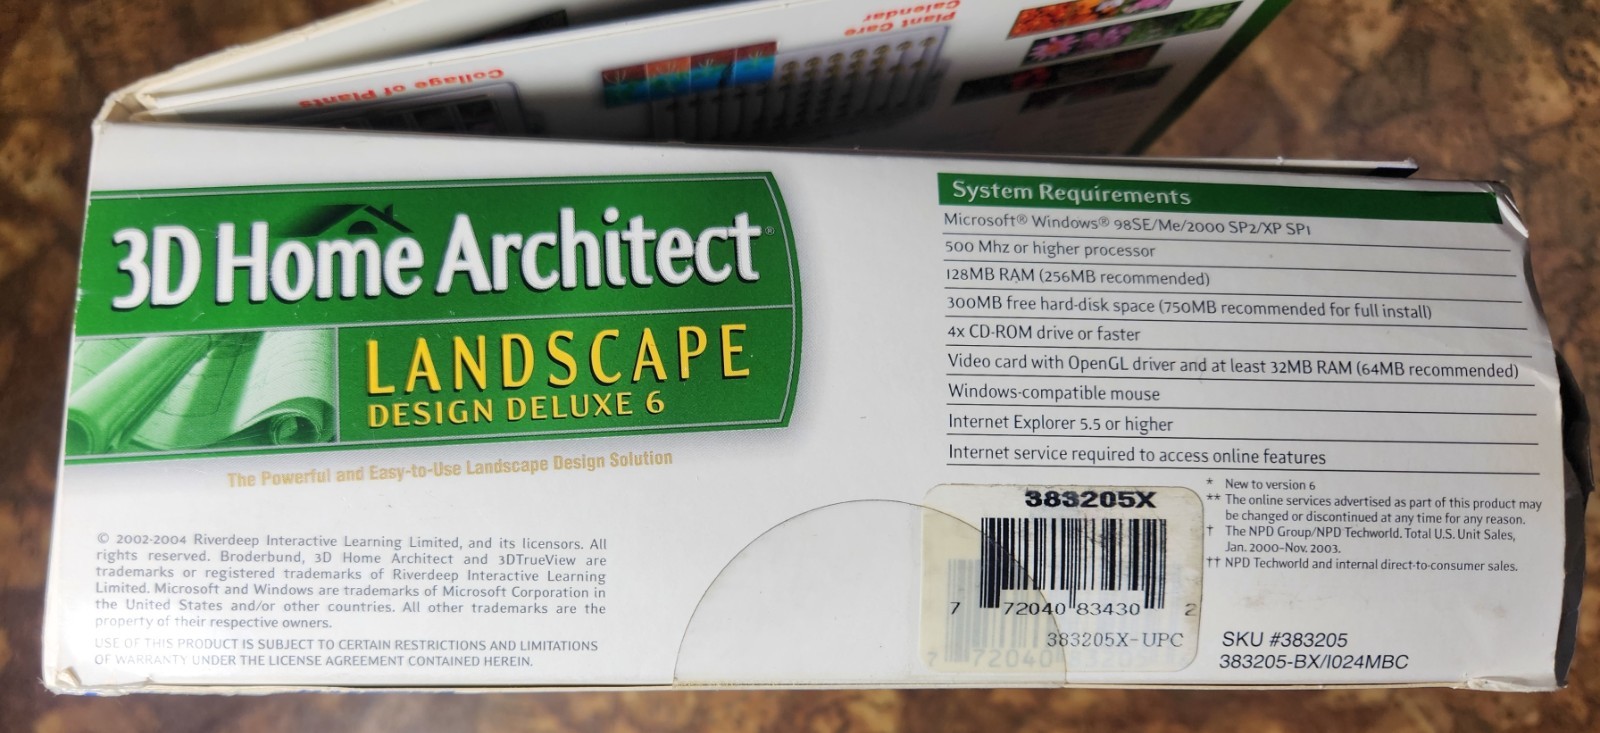 Plant Care
Calendar
Collage of Plants
3D Home Architect®
LANDSCAPE
DESIGN DELUXE 6
The Powerful and Easy-to-Use Landscape Design Solution
© 2002-2004 Riverdeep Interactive Learning Limited, and its licensors. All
rights reserved. Broderbund, 3D Home Architect and 3DTrueView are
trademarks or registered trademarks of Riverdeep Interactive Learning
Limited. Microsoft and Windows are trademarks of Microsoft Corporation in
the United States and/or other countries. All other trademarks are the
property of their respective owners.
USE OF THIS PRODUCT IS SUBJECT TO CERTAIN RESTRICTIONS AND LIMITATIONS
OF WARRANTY UNDER THE LICENSE AGREEMENT CONTAINED HEREIN.
System Requirements
Microsoft® Windows® 98SE/Me/2000 SP2/XP SP1
500 Mhz or higher processor
128MB RAM (256MB recommended)
300MB free hard-disk space (750MB recommended for full install)
4x CD-ROM drive or faster
Video card with OpenGL driver and at least 32MB RAM (64MB recommended)
Windows-compatible mouse
Internet Explorer 5.5 or higher
Internet service required to access online features
* New to version 6
** The online services advertised as part of this product may
be changed or discontinued at any time for any reason.
† The NPD Group/NPD Techworld. Total U.S. Unit Sales,
Jan. 2000-Nov. 2003.
†† NPD Techworld and internal direct-to-consumer sales.
383205X
7 72040 83430 2
383205X-UPC
7 72040
SKU #383205
383205-BX/I024MBC